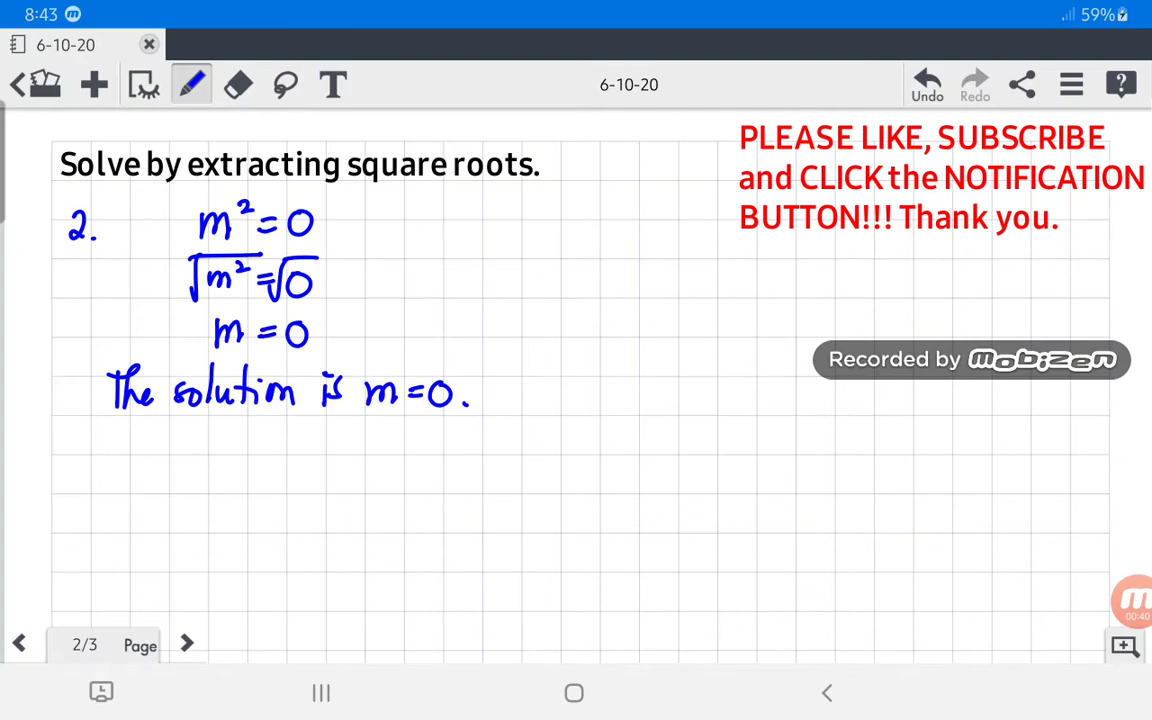 8:43
59%
6-10-20
6-10-20
T
Undo
Redo
Solve by extracting square roots.
PLEASE LIKE, SUBSCRIBE
and CLICK the NOTIFICATION
BUTTON!!! Thank you.
2. m² = 0
√m² = √0
m = 0
The solution is m = 0.
Recorded by mobizen
00:40
2/3 Page